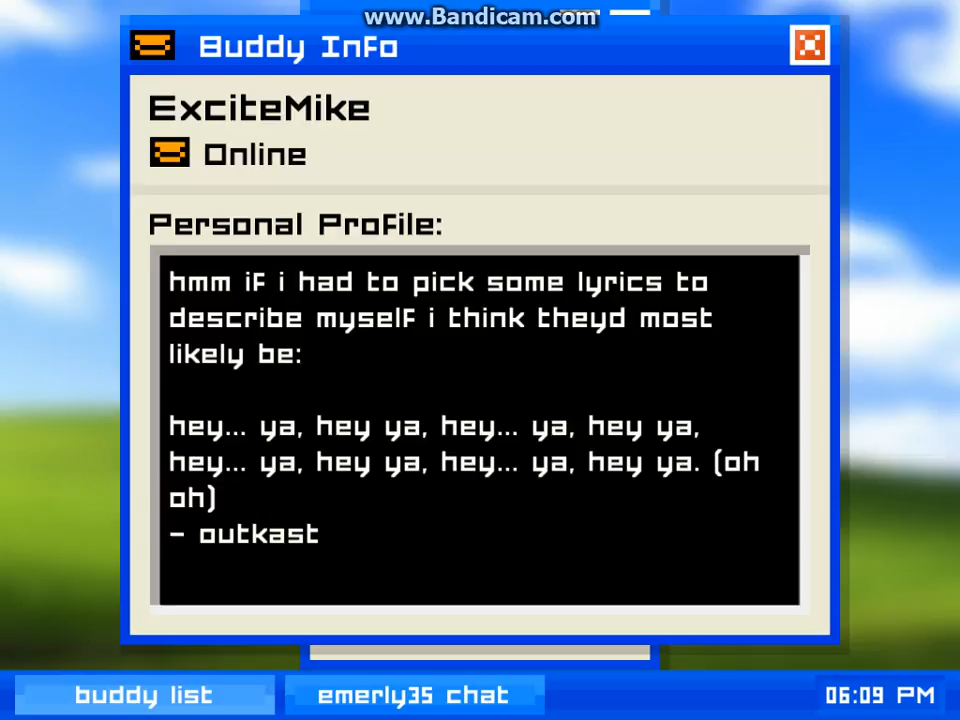 www.Bandicam.com
Buddy Info
ExciteMike
Online
Personal Profile:
hmm if i had to pick some lyrics to
describe myself i think theyd most
likely be:
hey... ya, hey ya, hey... ya, hey ya,
hey... ya, hey ya, hey... ya, hey ya. (oh
oh)
- outkast
buddy list
emerly35 chat
06:09 PM